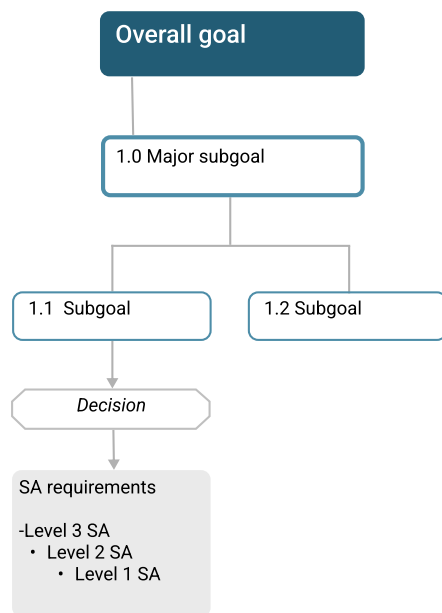 Overall goal
1.0 Major subgoal
1.1 Subgoal
1.2 Subgoal
Decision
SA requirements
-Level 3 SA
• Level 2 SA
• Level 1 SA